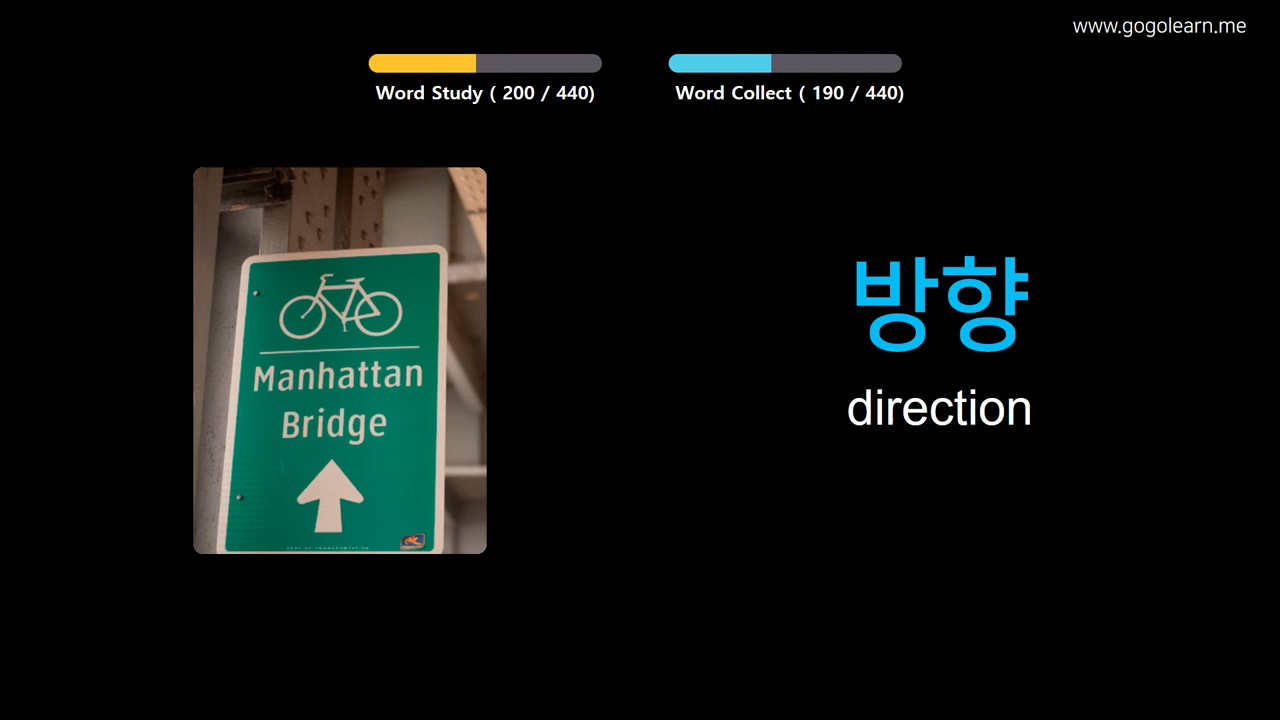 www.gogolearn.me
Word Study ( 200 / 440)
Word Collect ( 190 / 440)
Manhattan
Bridge
방향
direction